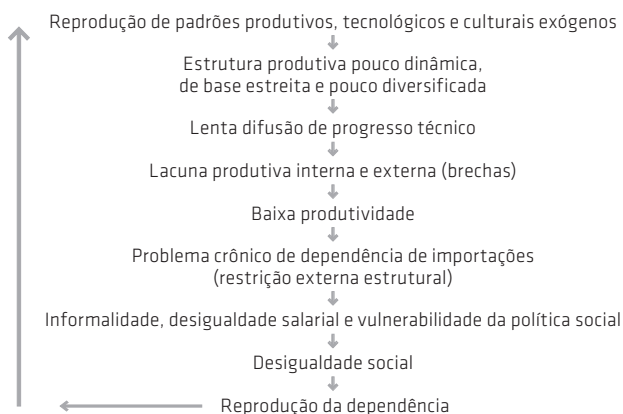 Reprodução de padrões produtivos, tecnológicos e culturais exógenos
Estrutura produtiva pouco dinâmica,
de base estreita e pouco diversificada
Lenta difusão de progresso técnico
Lacuna produtiva interna e externa (brechas)
Baixa produtividade
Problema crônico de dependência de importações
(restrição externa estrutural)
Informalidade, desigualdade salarial e vulnerabilidade da política social
Desigualdade social
Reprodução da dependência